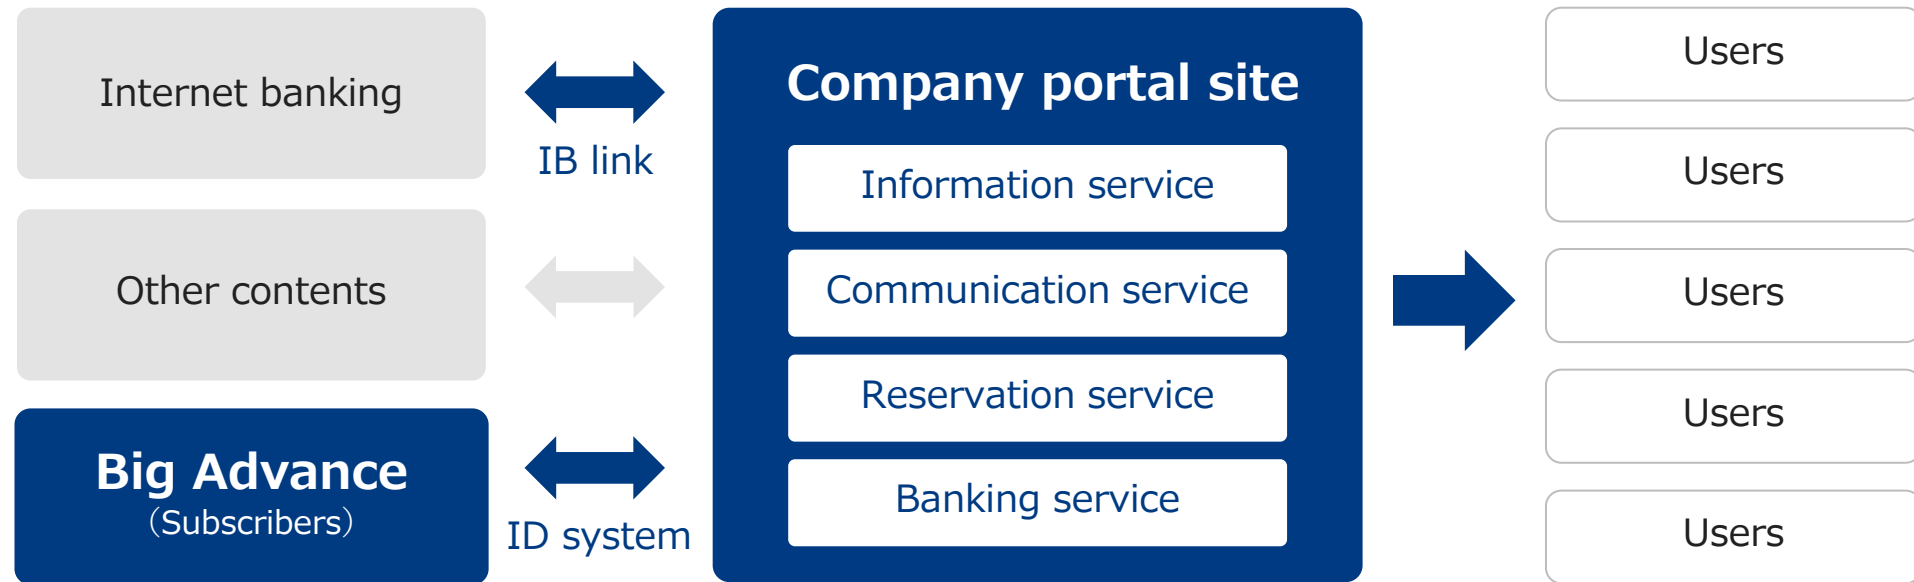 Internet banking
IB link
Other contents
Big Advance
（Subscribers）
ID system
Company portal site
Information service
Communication service
Reservation service
Banking service
Users
Users
Users
Users
Users